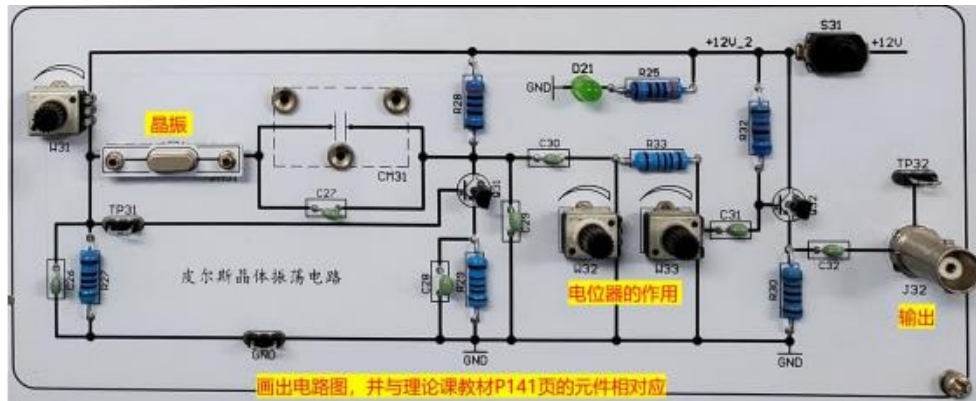 S31
+12V_2
+12V
D21
R25
GND
W31
R28
晶振
R32
C30
R33
CM31
TP32
C27
Q31
TP31
C29
C31
Q32
W32
W33
C32
C26
R27
皮尔斯晶体振荡电路
C28
R29
R30
J32
电位器的作用
输出
GND
GND
GND
画出电路图，并与理论课教材P141页的元件相对应